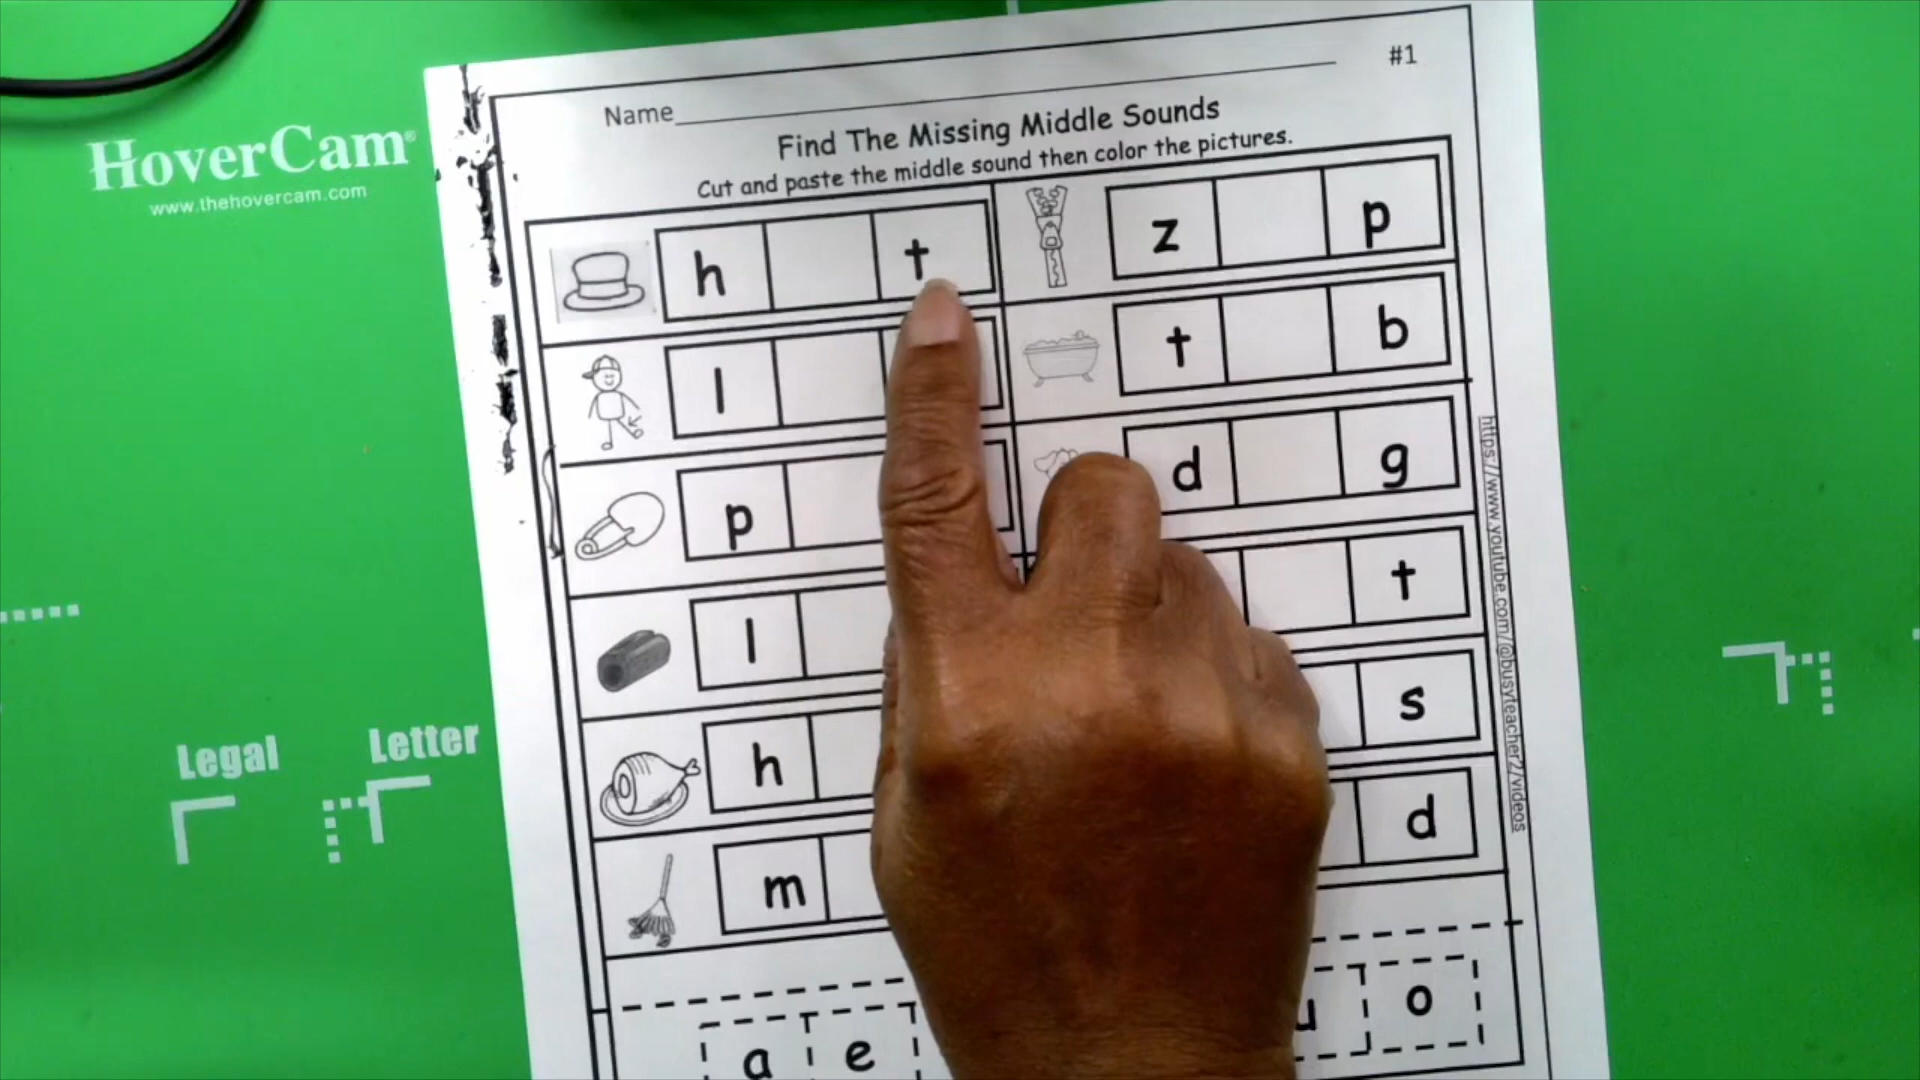 HoverCam®
www.thehovercam.com
Name
#1
Find The Missing Middle Sounds
Cut and paste the middle sound then color the pictures.
h t
z p
l
t b
p
d g
l
t
h
s
m
d
a e u o
Legal
Letter
https://www.youtube.com/@busyteacher2/videos